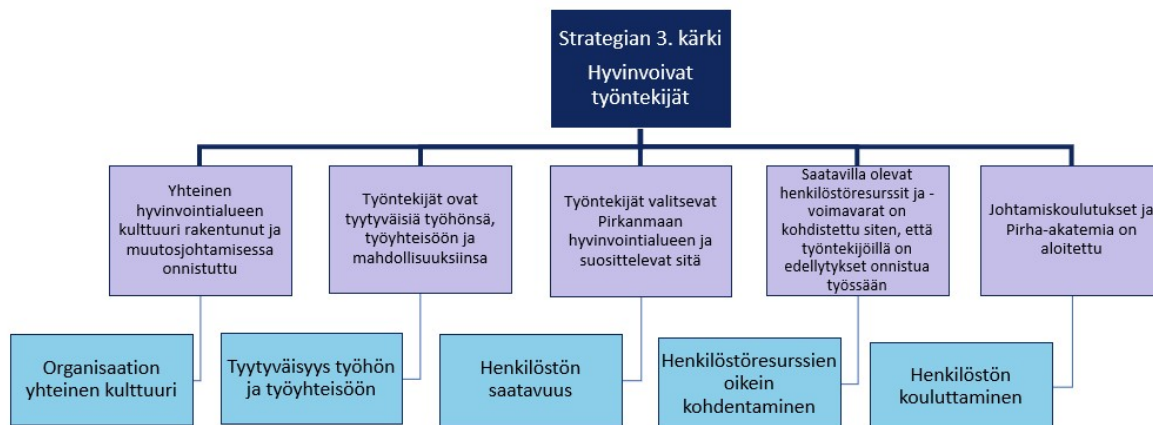 Strategian 3. kärki
Hyvinvoivat
työntekijät
Yhteinen
hyvinvointialueen
kulttuuri rakentunut ja
muutosjohtamisessa
onnistuttu
Työntekijät ovat
tyytyväisiä työhönsä,
työyhteisöön ja
mahdollisuuksiinsa
Työntekijät valitsevat
Pirkanmaan
hyvinvointialueen ja
suosittelevat sitä
Saatavilla olevat
henkilöstöresurssit ja -
voimavarat on
kohdistettu siten, että
työntekijöillä on
edellytykset onnistua
työssään
Johtamiskoulutukset ja
Pirha-akatemia on
aloitettu
Organisaation
yhteinen kulttuuri
Tyytyväisyys työhön
ja työyhteisöön
Henkilöstön
saatavuus
Henkilöstöresurssien
oikein
kohdentaminen
Henkilöstön
kouluttaminen